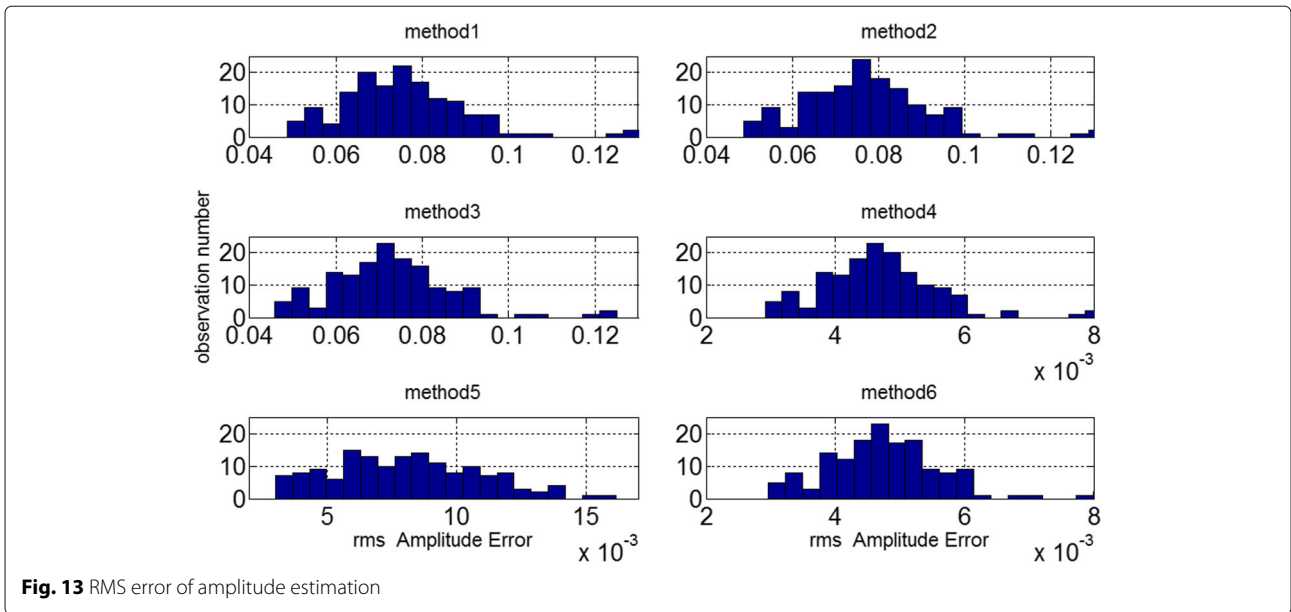 method1
20
10
0
0.04 0.06 0.08 0.1 0.12
method2
20
10
0
0.04 0.06 0.08 0.1 0.12
observation number
method3
20
10
0
0.04 0.06 0.08 0.1 0.12
method4
20
10
0
2 4 6 8
x 10⁻³
method5
20
10
0
5 10 15
rms Amplitude Error
x 10⁻³
method6
20
10
0
2 4 6 8
rms Amplitude Error
x 10⁻³
Fig. 13 RMS error of amplitude estimation